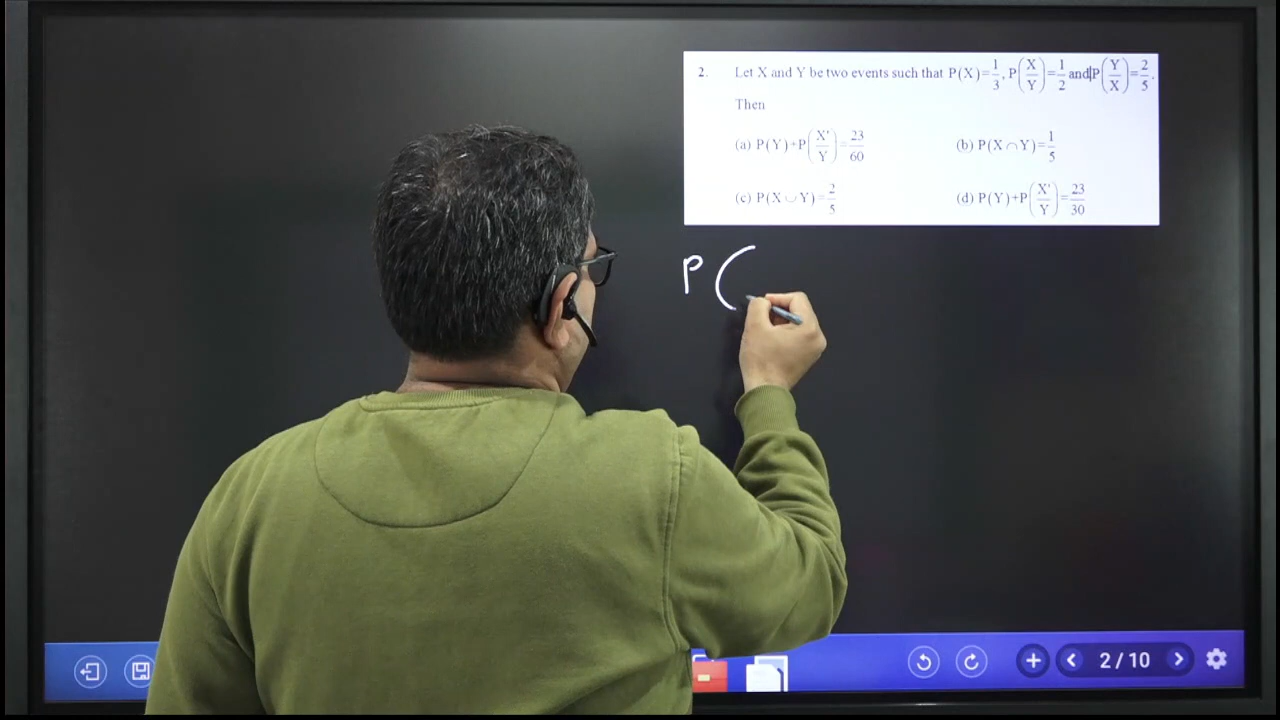 2. Let X and Y be two events such that P(X)=1/3, P(X/Y)=1/2 and P(Y/X)=2/5.
Then
(a) P(Y)+P(X'/Y)=23/60 (b) P(X∩Y)=1/5
(c) P(X∪Y)=2/5 (d) P(Y)+P(X'/Y)=23/30
P (
2 / 10